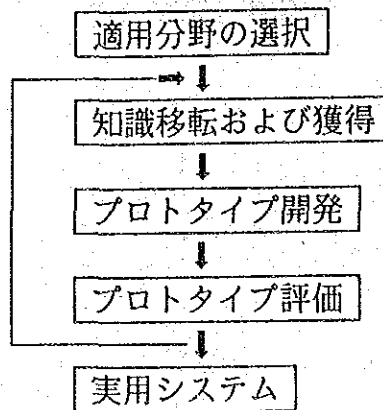 適用分野の選択
知識移転および獲得
プロトタイプ開発
プロトタイプ評価
実用システム